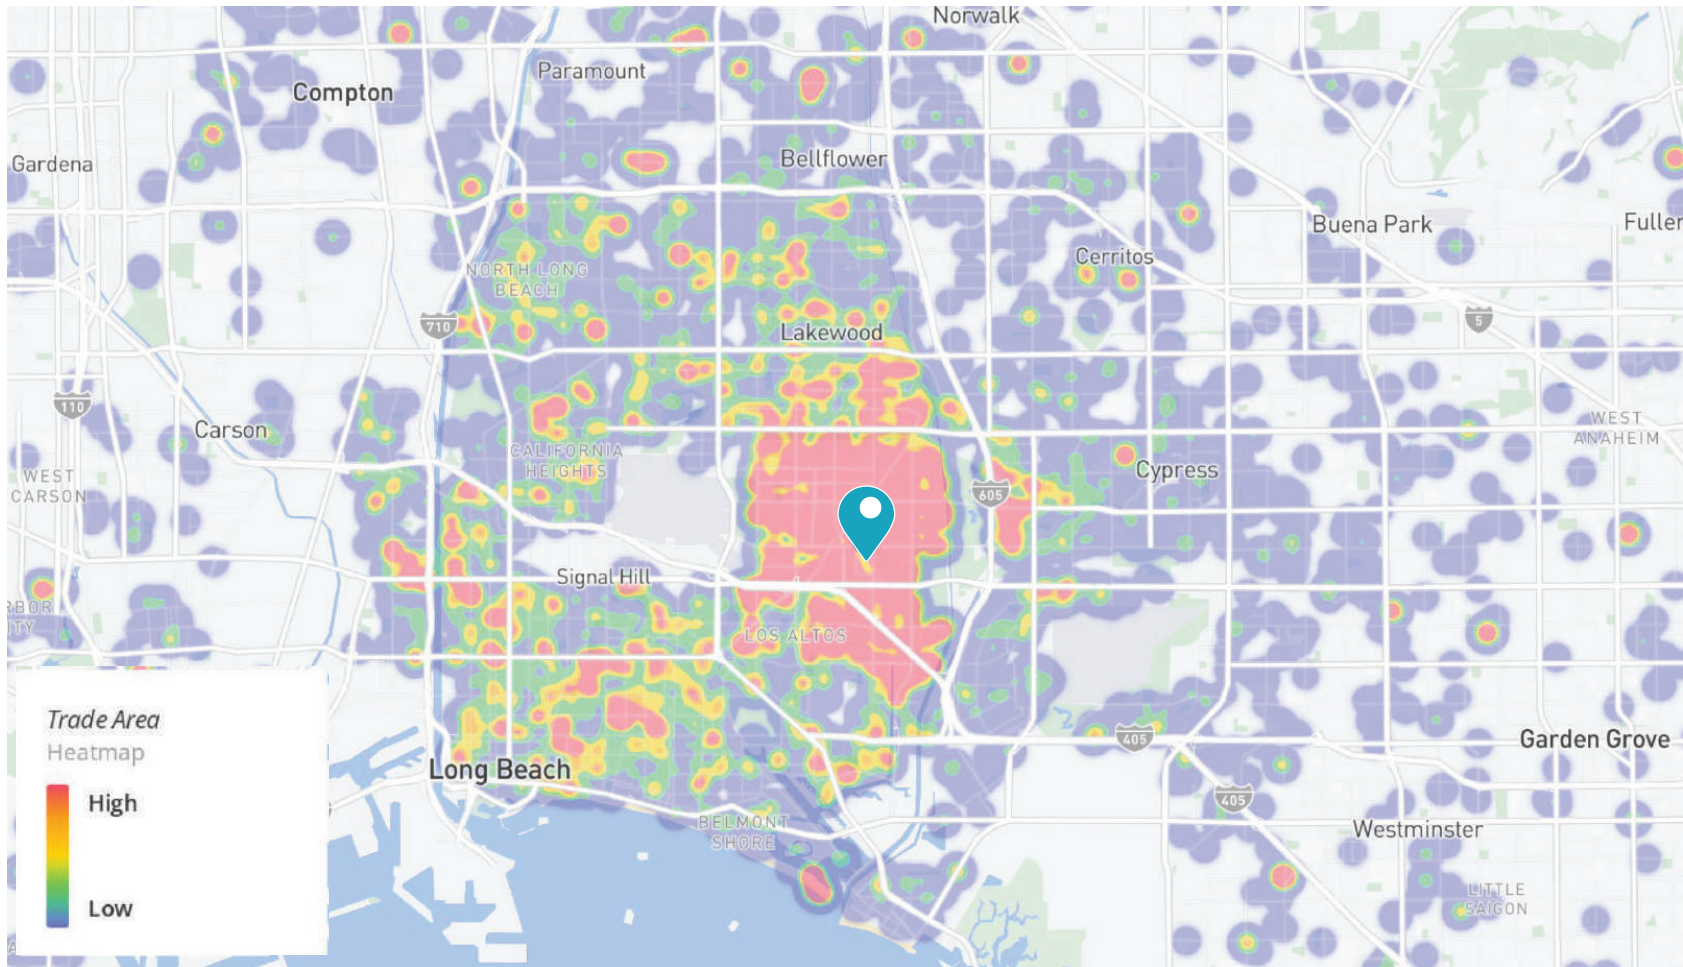 Norwalk
Paramount
Compton
Bellflower
Gardena
Buena Park
Cerritos
NORTH LONG
BEACH
710
5
Lakewood
110
Carson
WEST
ANAHEIM
CALIFORNIA
HEIGHTS
Cypress
WEST
CARSON
605
Signal Hill
LOS ALTOS
Trade Area
Heatmap
High
Low
405
Garden Grove
Long Beach
405
BELMONT
SHORE
Westminster
LITTLE
SAIGON